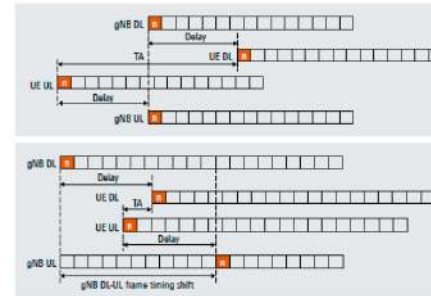 gNB DL n
Delay
TA UE DL n
UE UL n
Delay
gNB UL n
gNB DL n
Delay
UE DL n
TA
UE UL n
Delay
gNB UL n
gNB DL-UL frame timing shift